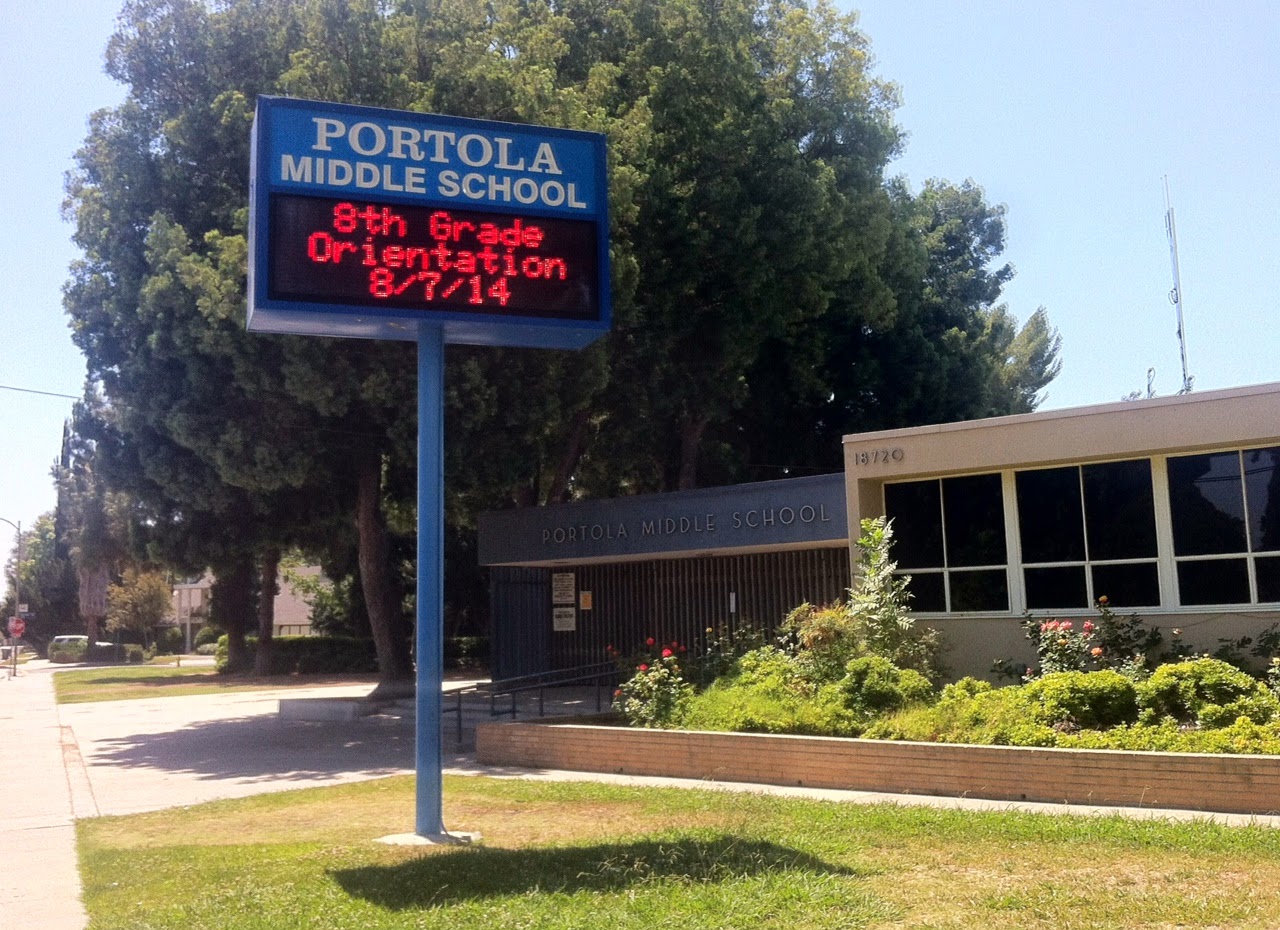 PORTOLA
MIDDLE SCHOOL
8th Grade
Orientation
8/7/14
18720
PORTOLA MIDDLE SCHOOL